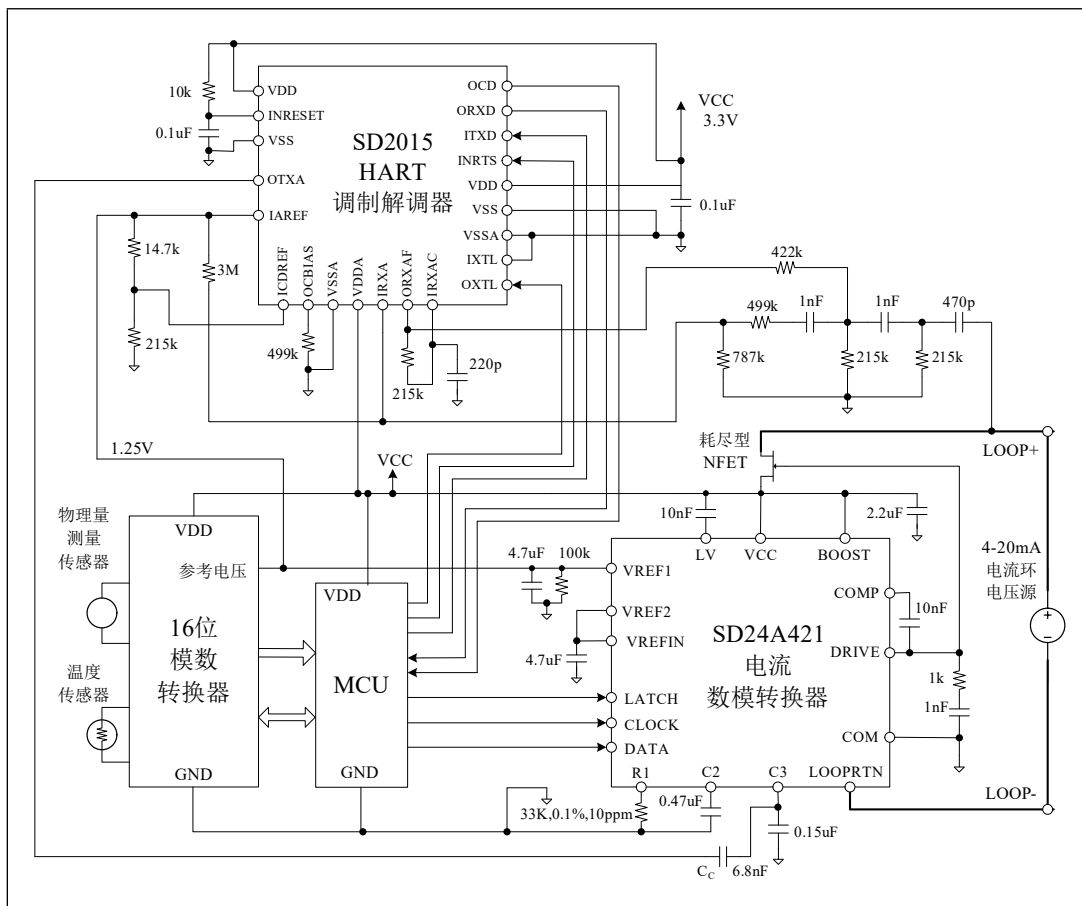 10k
0.1uF
VDD
INRESET
VSS
OTXA
IAREF
SD2015
HART
调制解调器
OCD
ORXD
ITXD
INRTS
VDD
VSS
VSSA
IXTL
OXTL
ICDREF
OCBIAS
VSSA
VDDA
IRXA
ORXAF
IRXAC
VCC
3.3V
0.1uF
14.7k
3M
215k
499k
215k
220p
422k
499k
1nF
1nF
470p
787k
215k
215k
1.25V
耗尽型
NFET
LOOP+
VCC
物理量
测量
传感器
温度
传感器
VDD
参考电压
16位
模数
转换器
GND
VDD
MCU
GND
10nF
2.2uF
4.7uF
100k
4.7uF
LV
VCC
BOOST
VREF1
VREF2
VREFIN
LATCH
CLOCK
DATA
SD24A421
电流
数模转换器
COMP
DRIVE
COM
R1
C2
C3
LOOPRTN
10nF
1k
1nF
4-20mA
电流环
电压源
LOOP-
33K,0.1%,10ppm
0.47uF
0.15uF
CC
6.8nF